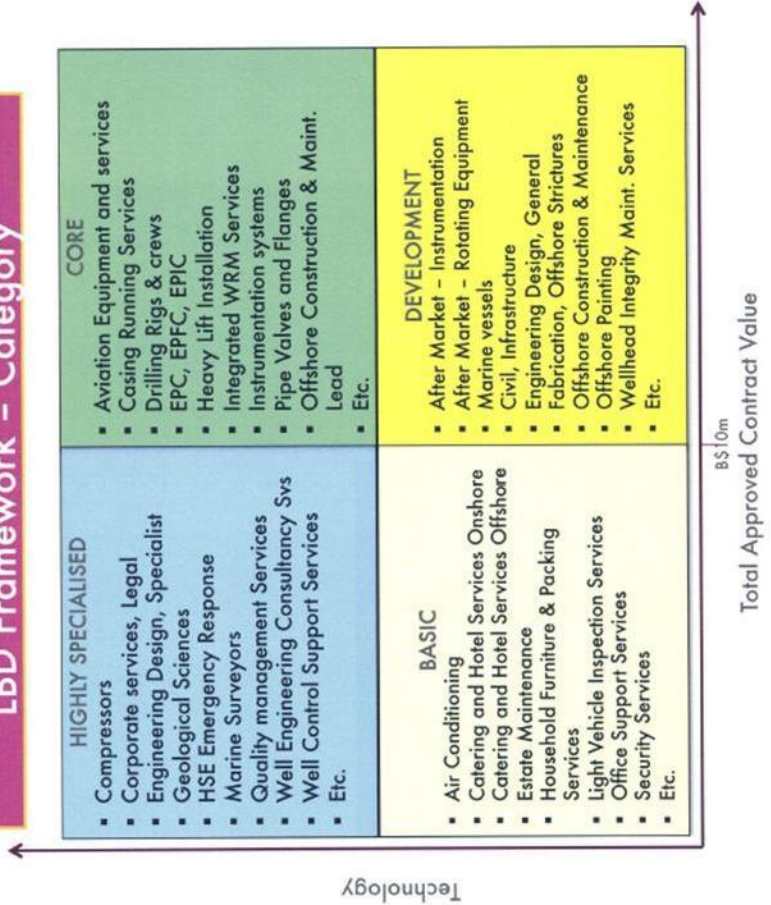 LBD Framework – Category
Technology
HIGHLY SPECIALISED
▪ Compressors
▪ Corporate services, Legal
▪ Engineering Design, Specialist
▪ Geological Sciences
▪ HSE Emergency Response
▪ Marine Surveyors
▪ Quality management Services
▪ Well Engineering Consultancy Svs
▪ Well Control Support Services
▪ Etc.
CORE
▪ Aviation Equipment and services
▪ Casing Running Services
▪ Drilling Rigs & crews
▪ EPC, EPFC, EPIC
▪ Heavy Lift Installation
▪ Integrated WRM Services
▪ Instrumentation systems
▪ Pipe Valves and Flanges
▪ Offshore Construction & Maint.
Lead
▪ Etc.
BASIC
▪ Air Conditioning
▪ Catering and Hotel Services Onshore
▪ Catering and Hotel Services Offshore
▪ Estate Maintenance
▪ Household Furniture & Packing
Services
▪ Light Vehicle Inspection Services
▪ Office Support Services
▪ Security Services
▪ Etc.
DEVELOPMENT
▪ After Market – Instrumentation
▪ After Market – Rotating Equipment
▪ Marine vessels
▪ Civil, Infrastructure
▪ Engineering Design, General
▪ Fabrication, Offshore Strictures
▪ Offshore Construction & Maintenance
▪ Offshore Painting
▪ Wellhead Integrity Maint. Services
▪ Etc.
B$10m
Total Approved Contract Value